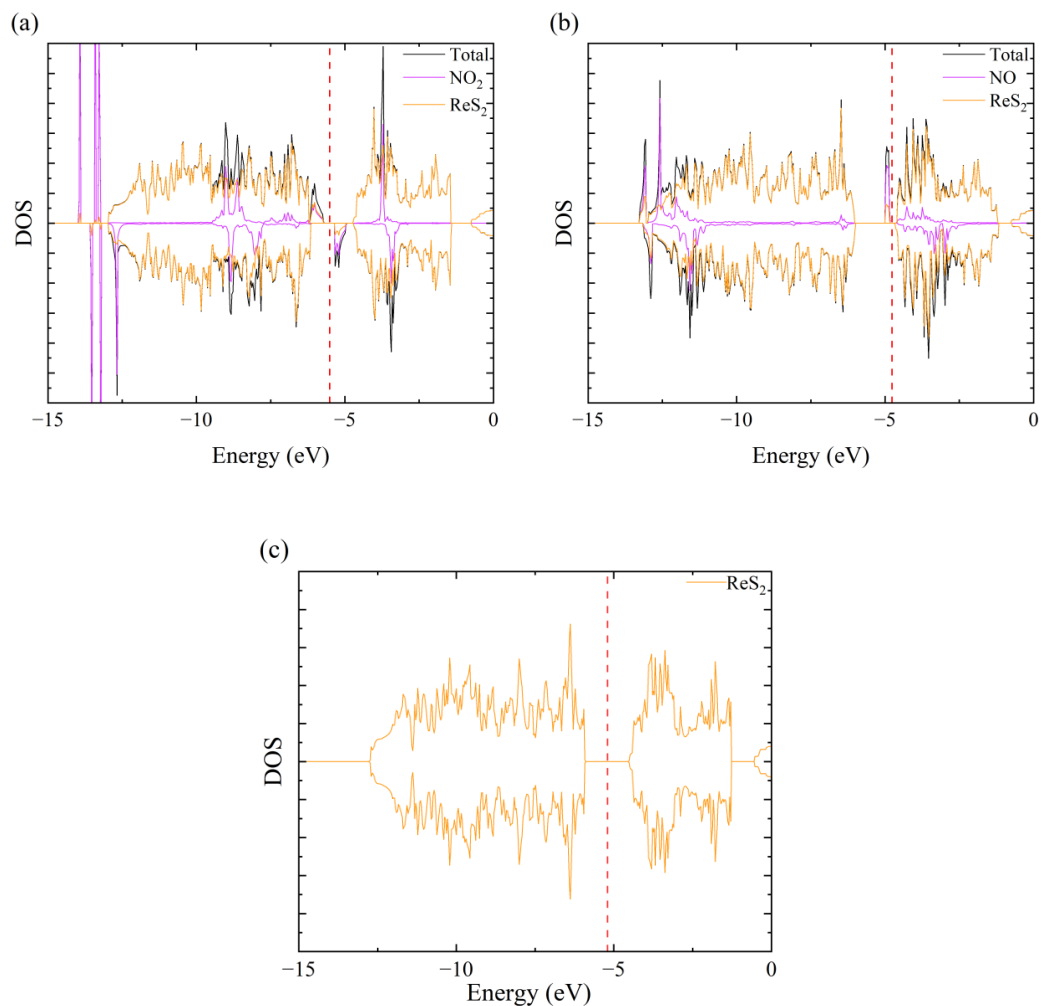 (a)
Total
NO₂
ReS₂
DOS
−15
−10
−5
0
Energy (eV)
(b)
Total
NO
ReS₂
DOS
−15
−10
−5
0
Energy (eV)
(c)
ReS₂
DOS
−15
−10
−5
0
Energy (eV)